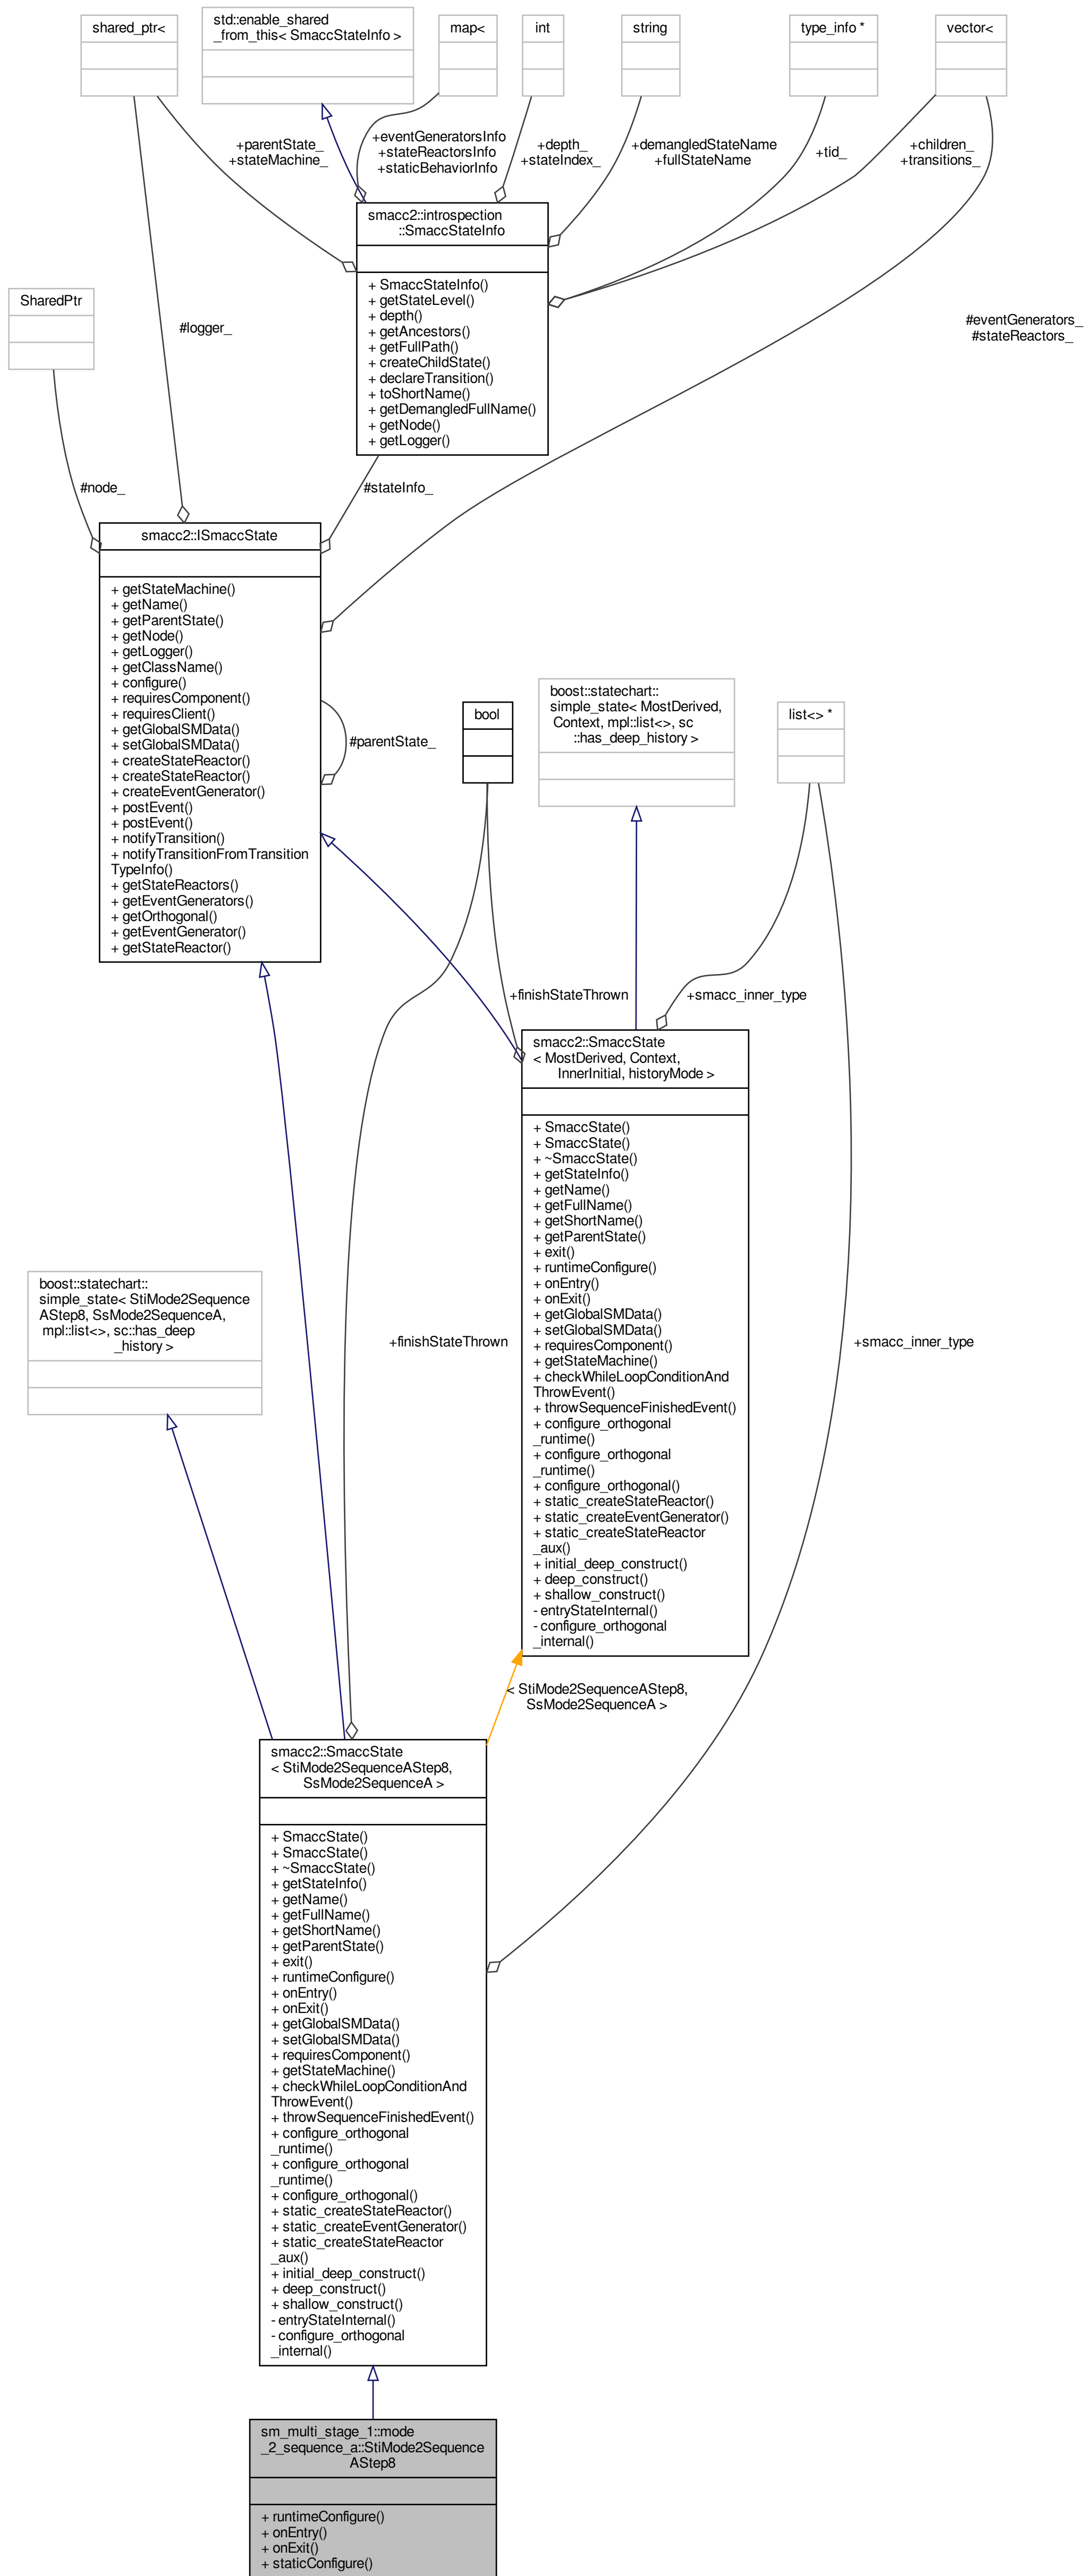 shared_ptr<
std::enable_shared
_from_this< SmaccStateInfo >
map<
int
string
type_info *
vector<
+parentState_
+stateMachine_
+eventGeneratorsInfo
+stateReactorsInfo
+staticBehaviorInfo
+depth_
+stateIndex_
+demangledStateName
+fullStateName
+tid_
+children_
+transitions_
smacc2::introspection
::SmaccStateInfo
+ SmaccStateInfo()
+ getStateLevel()
+ depth()
+ getAncestors()
+ getFullPath()
+ createChildState()
+ declareTransition()
+ toShortName()
+ getDemangledFullName()
+ getNode()
+ getLogger()
SharedPtr
#logger_
#eventGenerators_
#stateReactors_
#node_
#stateInfo_
smacc2::ISmaccState
+ getStateMachine()
+ getName()
+ getParentState()
+ getNode()
+ getLogger()
+ getClassName()
+ configure()
+ requiresComponent()
+ requiresClient()
+ getGlobalSMData()
+ setGlobalSMData()
+ createStateReactor()
+ createStateReactor()
+ createEventGenerator()
+ postEvent()
+ postEvent()
+ notifyTransition()
+ notifyTransitionFromTransition
TypeInfo()
+ getStateReactors()
+ getEventGenerators()
+ getOrthogonal()
+ getEventGenerator()
+ getStateReactor()
#parentState_
bool
boost::statechart::
simple_state< MostDerived,
Context, mpl::list<>, sc
::has_deep_history >
list<> *
+finishStateThrown
+smacc_inner_type
smacc2::SmaccState
< MostDerived, Context,
InnerInitial, historyMode >
+ SmaccState()
+ SmaccState()
+ ~SmaccState()
+ getStateInfo()
+ getName()
+ getFullName()
+ getShortName()
+ getParentState()
+ exit()
+ runtimeConfigure()
+ onEntry()
+ onExit()
+ getGlobalSMData()
+ setGlobalSMData()
+ requiresComponent()
+ getStateMachine()
+ checkWhileLoopConditionAnd
ThrowEvent()
+ throwSequenceFinishedEvent()
+ configure_orthogonal
_runtime()
+ configure_orthogonal
_runtime()
+ configure_orthogonal()
+ static_createStateReactor()
+ static_createEventGenerator()
+ static_createStateReactor
_aux()
+ initial_deep_construct()
+ deep_construct()
+ shallow_construct()
- entryStateInternal()
- configure_orthogonal
_internal()
boost::statechart::
simple_state< StiMode2Sequence
AStep8, SsMode2SequenceA,
mpl::list<>, sc::has_deep
_history >
+finishStateThrown
+smacc_inner_type
< StiMode2SequenceAStep8,
SsMode2SequenceA >
smacc2::SmaccState
< StiMode2SequenceAStep8,
SsMode2SequenceA >
+ SmaccState()
+ SmaccState()
+ ~SmaccState()
+ getStateInfo()
+ getName()
+ getFullName()
+ getShortName()
+ getParentState()
+ exit()
+ runtimeConfigure()
+ onEntry()
+ onExit()
+ getGlobalSMData()
+ setGlobalSMData()
+ requiresComponent()
+ getStateMachine()
+ checkWhileLoopConditionAnd
ThrowEvent()
+ throwSequenceFinishedEvent()
+ configure_orthogonal
_runtime()
+ configure_orthogonal
_runtime()
+ configure_orthogonal()
+ static_createStateReactor()
+ static_createEventGenerator()
+ static_createStateReactor
_aux()
+ initial_deep_construct()
+ deep_construct()
+ shallow_construct()
- entryStateInternal()
- configure_orthogonal
_internal()
sm_multi_stage_1::mode
_2_sequence_a::StiMode2Sequence
AStep8
+ runtimeConfigure()
+ onEntry()
+ onExit()
+ staticConfigure()